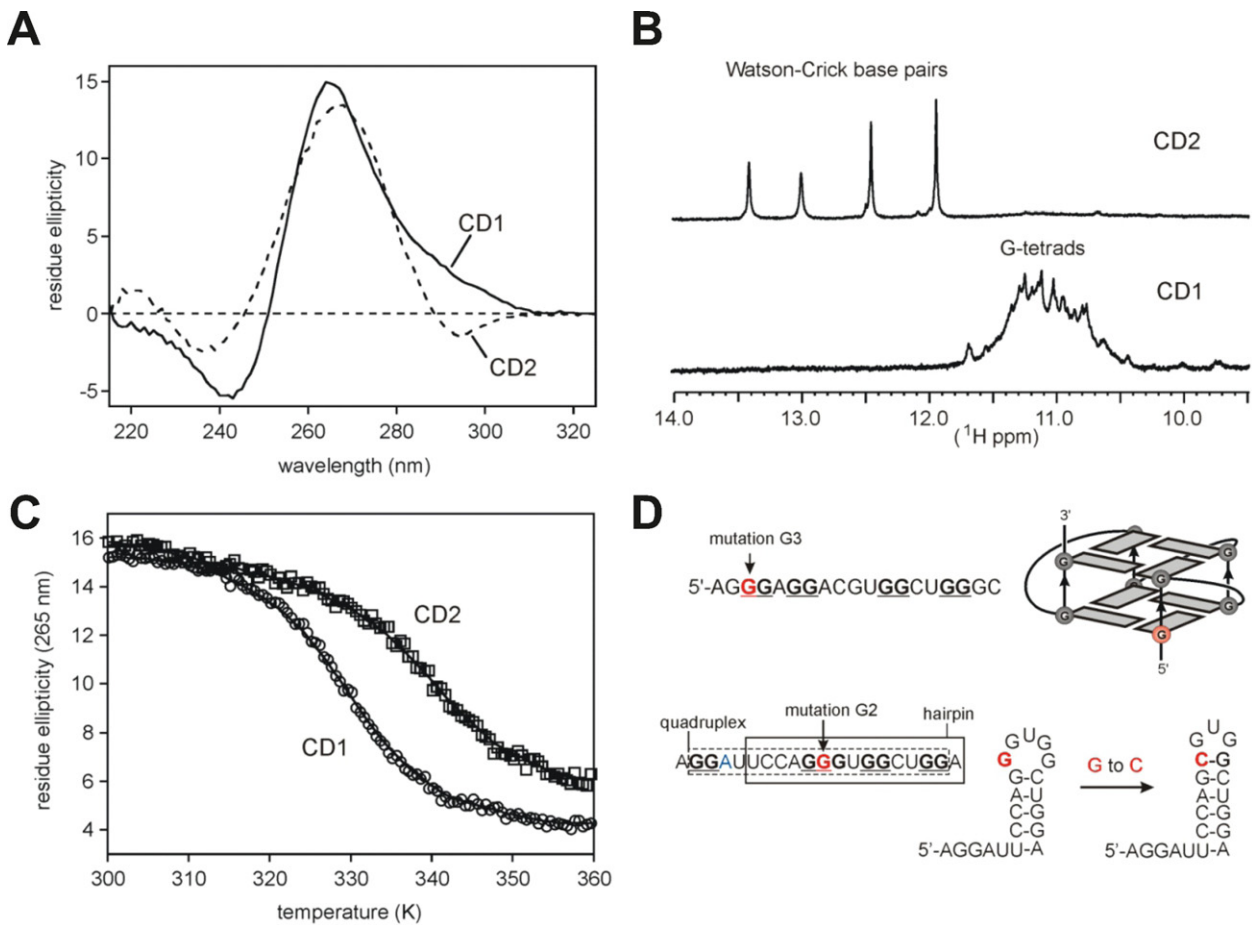 A
15
10
5
0
-5
residue ellipticity
CD1
CD2
220 240 260 280 300 320
wavelength (nm)
B
Watson-Crick base pairs
CD2
G-tetrads
CD1
14.0 13.0 12.0 11.0 10.0
(¹H ppm)
C
16
14
12
10
8
6
4
residue ellipticity (265 nm)
CD2
CD1
300 310 320 330 340 350 360
temperature (K)
D
mutation G3
5'-AGGGAGGACGUGGCUGGGC
3'
G
G
G
G
G
G
5'
quadruplex
mutation G2
hairpin
AGGAUUCCAGGGUGGCUGGA
U
G G
G G
G C
A-U
C-G
C-G
5'-AGGAUU-A
G to C
U
G G
C-G
G-C
A-U
C-G
C-G
5'-AGGAUU-A